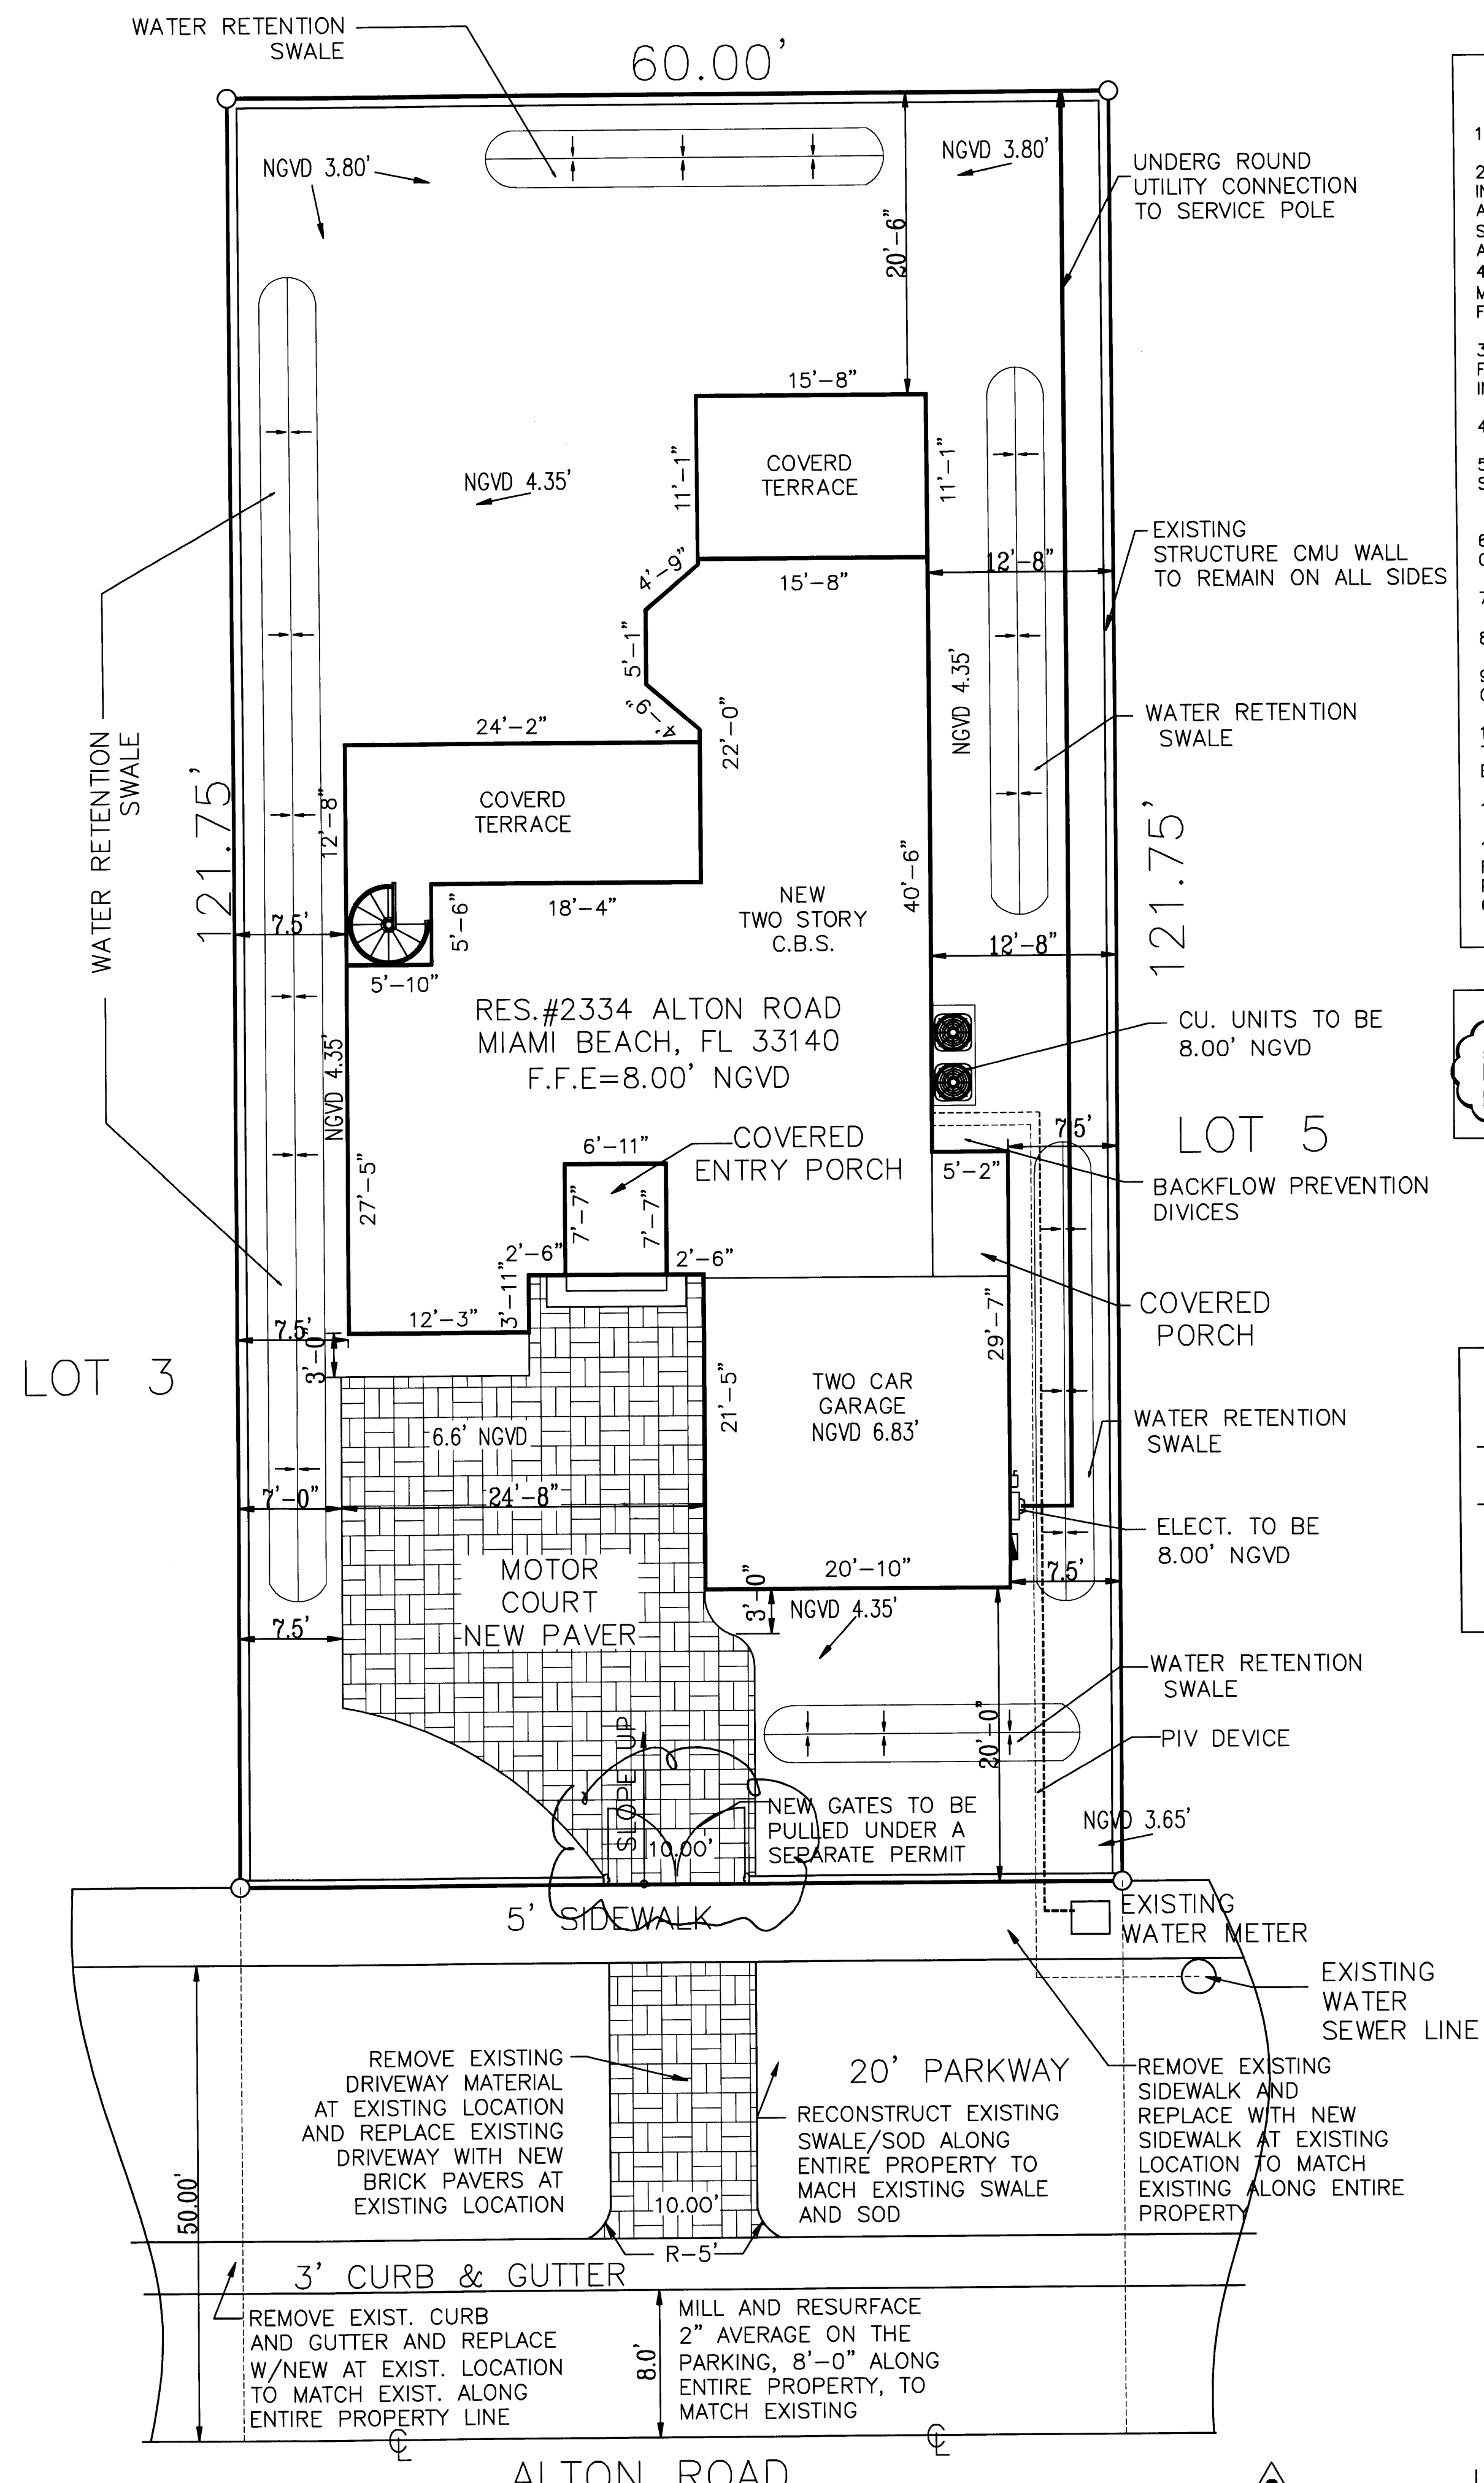 WATER RETENTION
SWALE
60.00'
NGVD 3.80'
NGVD 3.80'
UNDERG ROUND
UTILITY CONNECTION
TO SERVICE POLE
20'-6"
15'-8"
11'-1"
COVERD
TERRACE
11'-1"
NGVD 4.35'
EXISTING
STRUCTURE CMU WALL
TO REMAIN ON ALL SIDES
12'-8"
4'-9"
15'-8"
5'-1"
4'-9"
NGVD 4.35'
WATER RETENTION
SWALE
24'-2"
22'-0"
WATER RETENTION
SWALE
121.75'
12'-8"
COVERD
TERRACE
121.75'
40'-6"
NEW
TWO STORY
C.B.S.
18'-4"
7.5'
5'-6"
12'-8"
5'-10"
RES.#2334 ALTON ROAD
MIAMI BEACH, FL 33140
F.F.E=8.00' NGVD
CU. UNITS TO BE
8.00' NGVD
NGVD 4.35'
LOT 5
7.5'
6'-11"
COVERED
ENTRY PORCH
5'-2"
BACKFLOW PREVENTION
DIVICES
27'-5"
7'-7"
7'-7"
2'-6"
2'-6"
3'-11"
12'-3"
7.5'
3'-0"
29'-7"
COVERED
PORCH
LOT 3
21'-5"
TWO CAR
GARAGE
NGVD 6.83'
6.6' NGVD
WATER RETENTION
SWALE
7'-0"
24'-8"
ELECT. TO BE
8.00' NGVD
MOTOR
COURT
NEW PAVER
20'-10"
7.5'
3'-0"
NGVD 4.35'
7.5'
WATER RETENTION
SWALE
20'-0"
PIV DEVICE
SLOPE UP
10.00'
NEW GATES TO BE
PULLED UNDER A
SEPARATE PERMIT
NGVD 3.65'
5' SIDEWALK
EXISTING
WATER METER
EXISTING
WATER
SEWER LINE
REMOVE EXISTING
DRIVEWAY MATERIAL
AT EXISTING LOCATION
AND REPLACE EXISTING
DRIVEWAY WITH NEW
BRICK PAVERS AT
EXISTING LOCATION
20' PARKWAY
RECONSTRUCT EXISTING
SWALE/SOD ALONG
ENTIRE PROPERTY TO
MACH EXISTING SWALE
AND SOD
REMOVE EXISTING
SIDEWALK AND
REPLACE WITH NEW
SIDEWALK AT EXISTING
LOCATION TO MATCH
EXISTING ALONG ENTIRE
PROPERTY
50.00'
10.00'
R-5'
3' CURB & GUTTER
REMOVE EXIST. CURB
AND GUTTER AND REPLACE
W/NEW AT EXIST. LOCATION
TO MATCH EXIST. ALONG
ENTIRE PROPERTY LINE
8.0'
MILL AND RESURFACE
2" AVERAGE ON THE
PARKING, 8'-0" ALONG
ENTIRE PROPERTY, TO
MATCH EXISTING
ALTON ROAD